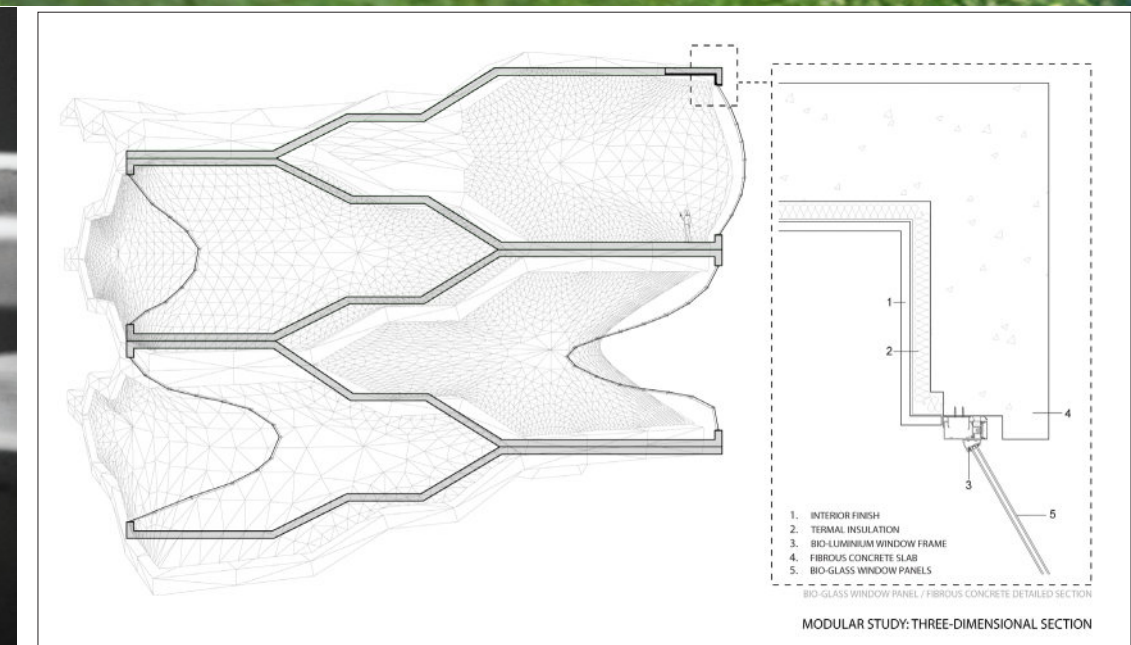 1
2
4
3
5
1. INTERIOR FINISH
2. TERMAL INSULATION
3. BIO-LUMINIUM WINDOW FRAME
4. FIBROUS CONCRETE SLAB
5. BIO-GLASS WINDOW PANELS
BIO-GLASS WINDOW PANEL / FIBROUS CONCRETE DETAILED SECTION
MODULAR STUDY: THREE-DIMENSIONAL SECTION